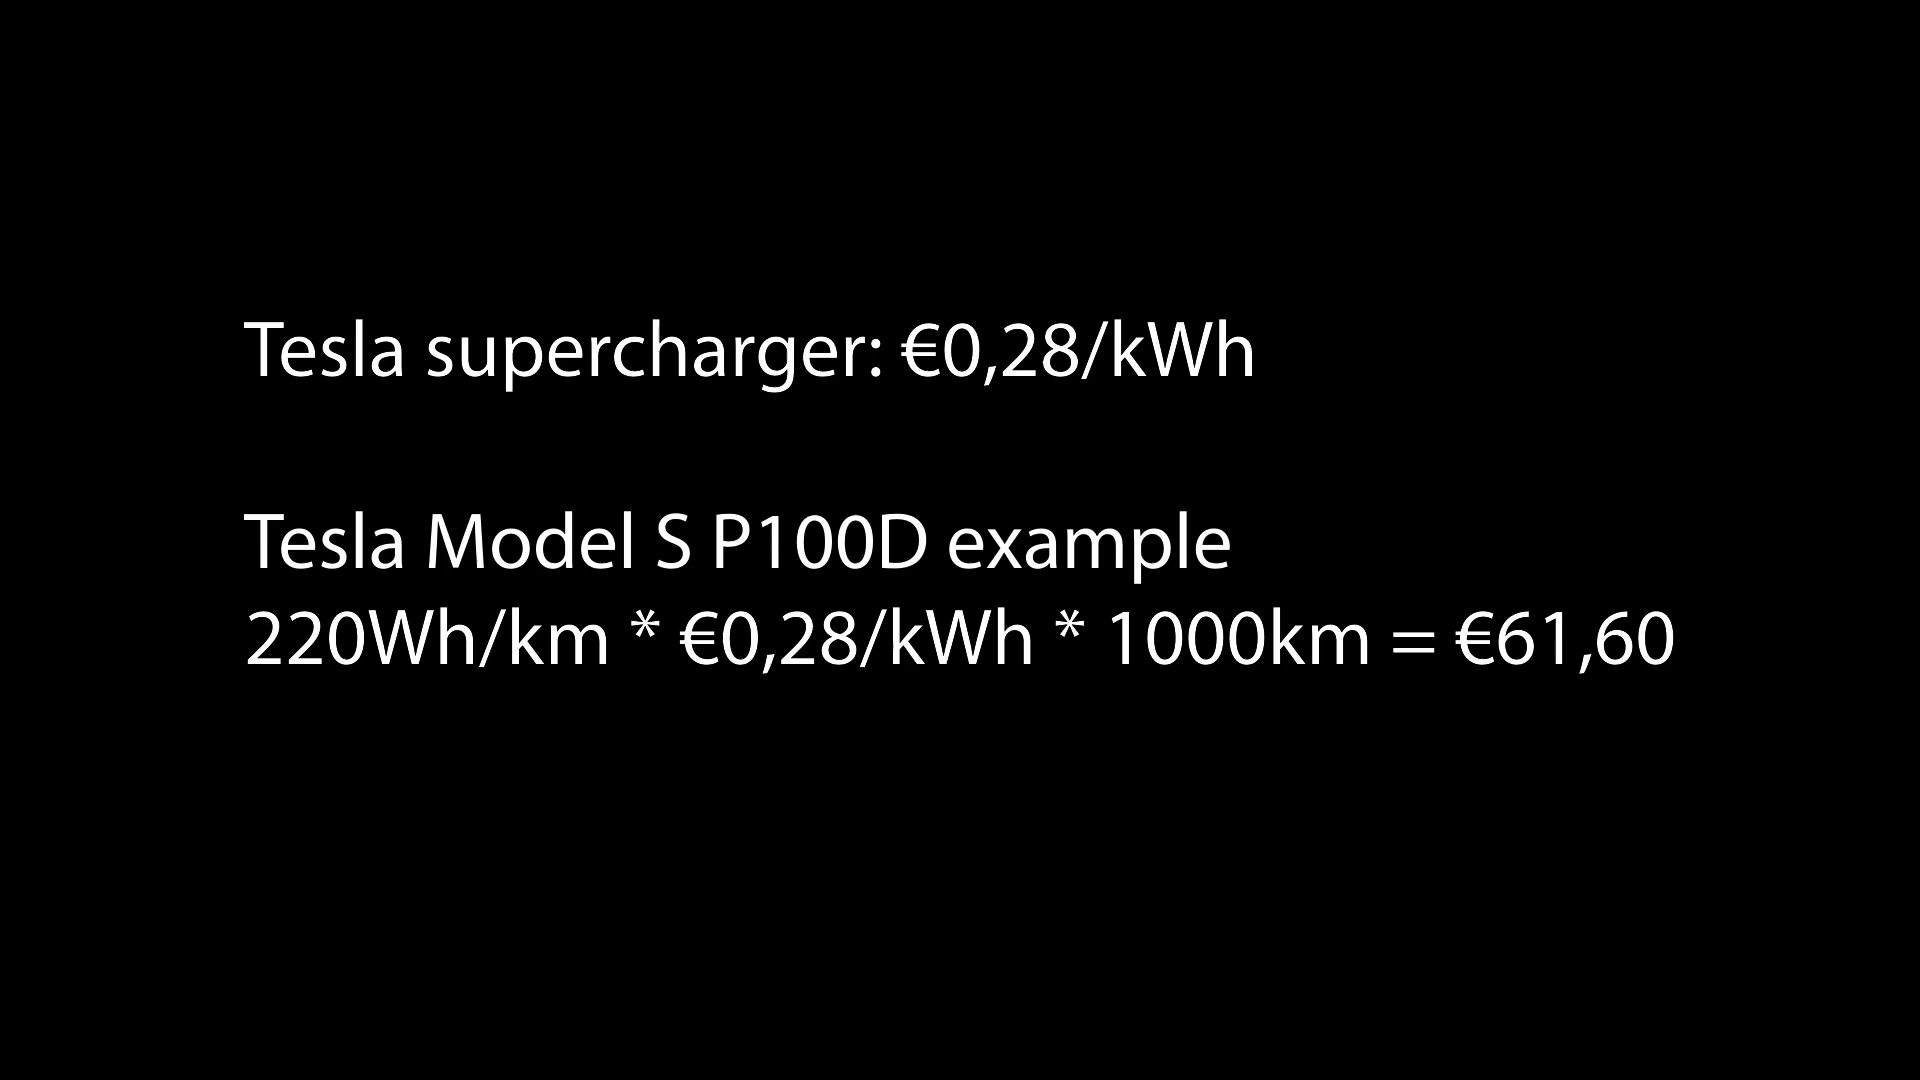 Tesla supercharger: €0,28/kWh
Tesla Model S P100D example
220Wh/km * €0,28/kWh * 1000km = €61,60